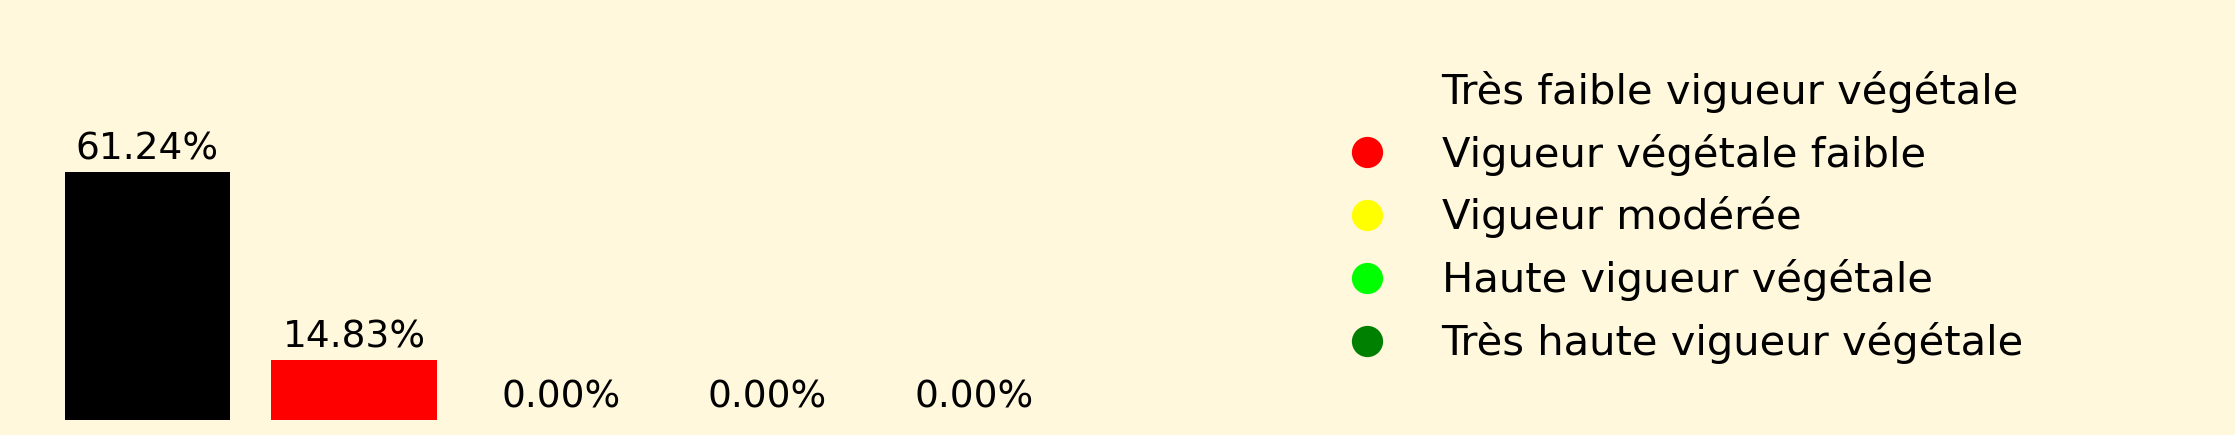 61.24%
14.83%
0.00%
0.00%
0.00%
Très faible vigueur végétale
Vigueur végétale faible
Vigueur modérée
Haute vigueur végétale
Très haute vigueur végétale